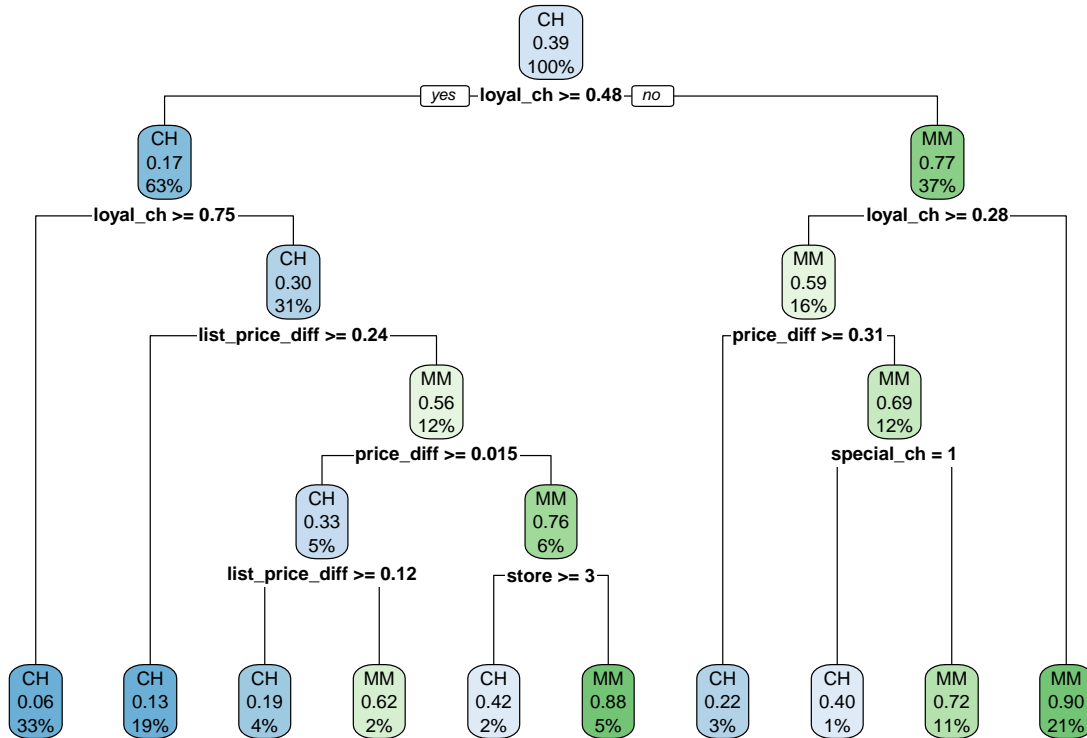 CH
0.39
100%
yes loyal_ch >= 0.48 no
CH
0.17
63%
MM
0.77
37%
loyal_ch >= 0.75
loyal_ch >= 0.28
CH
0.30
31%
MM
0.59
16%
list_price_diff >= 0.24
price_diff >= 0.31
MM
0.56
12%
MM
0.69
12%
price_diff >= 0.015
special_ch = 1
CH
0.33
5%
MM
0.76
6%
list_price_diff >= 0.12
store >= 3
CH
0.06
33%
CH
0.13
19%
CH
0.19
4%
MM
0.62
2%
CH
0.42
2%
MM
0.88
5%
CH
0.22
3%
CH
0.40
1%
MM
0.72
11%
MM
0.90
21%